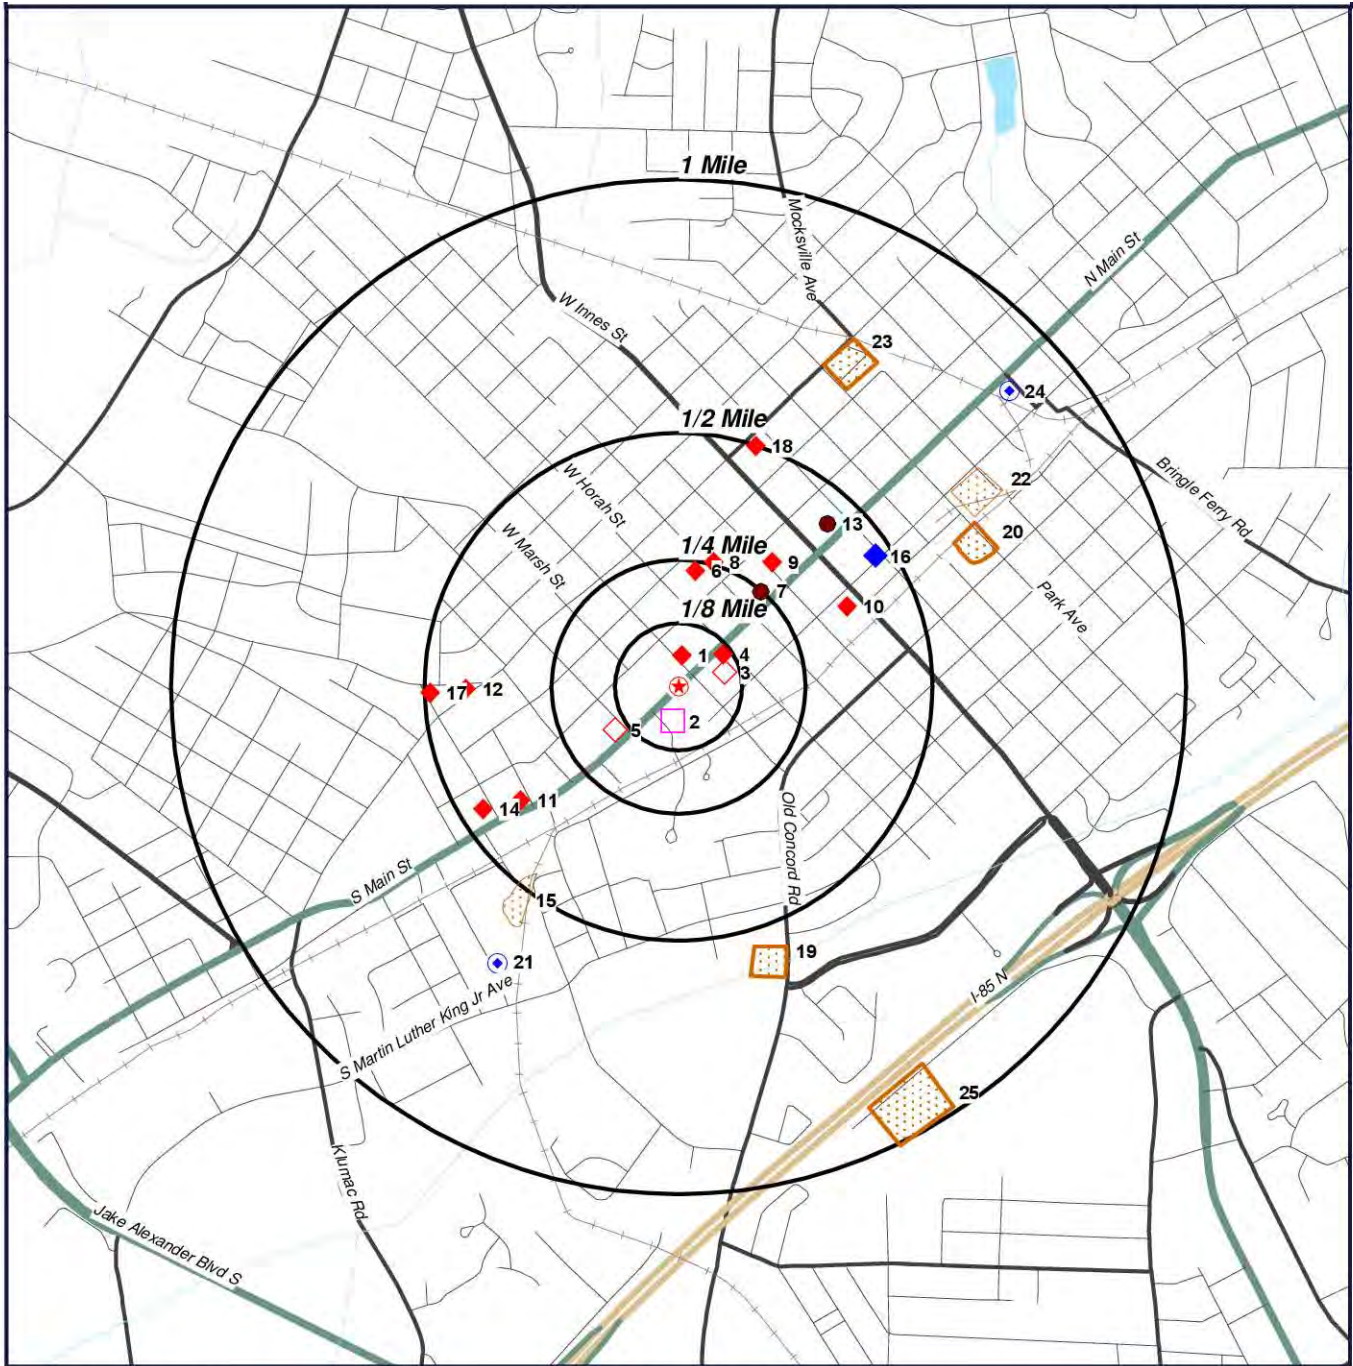 1 Mile
Mocksville Ave
N Main St
W Innes St
23
24
1/2 Mile
18
W Horah St
Bringle Ferry Rd
22
W Marsh St
13
20
1/4 Mile
8
9
16
6
7
1/8 Mile
10
Park Ave
1
4
3
17
12
2
5
14
11
Old Concord Rd
S Main St
15
19
21
I-85 N
S Martin Luther King Jr Ave
25
Klumac Rd
Jake Alexander Blvd S